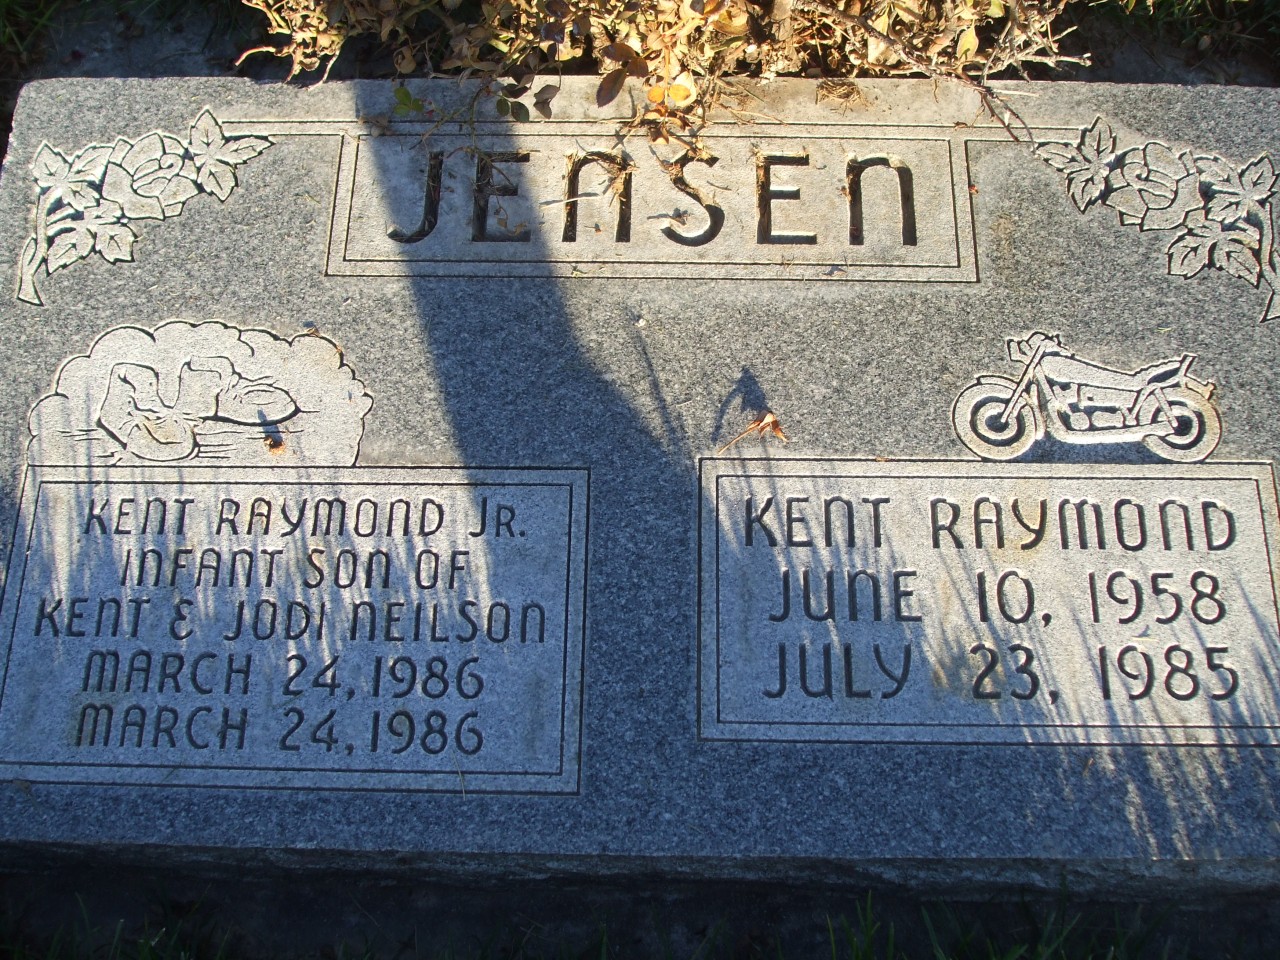 JENSEN
KENT RAYMOND JR.
INFANT SON OF
KENT & JODI NEILSON
MARCH 24, 1986
MARCH 24, 1986
KENT RAYMOND
JUNE 10, 1958
JULY 23, 1985